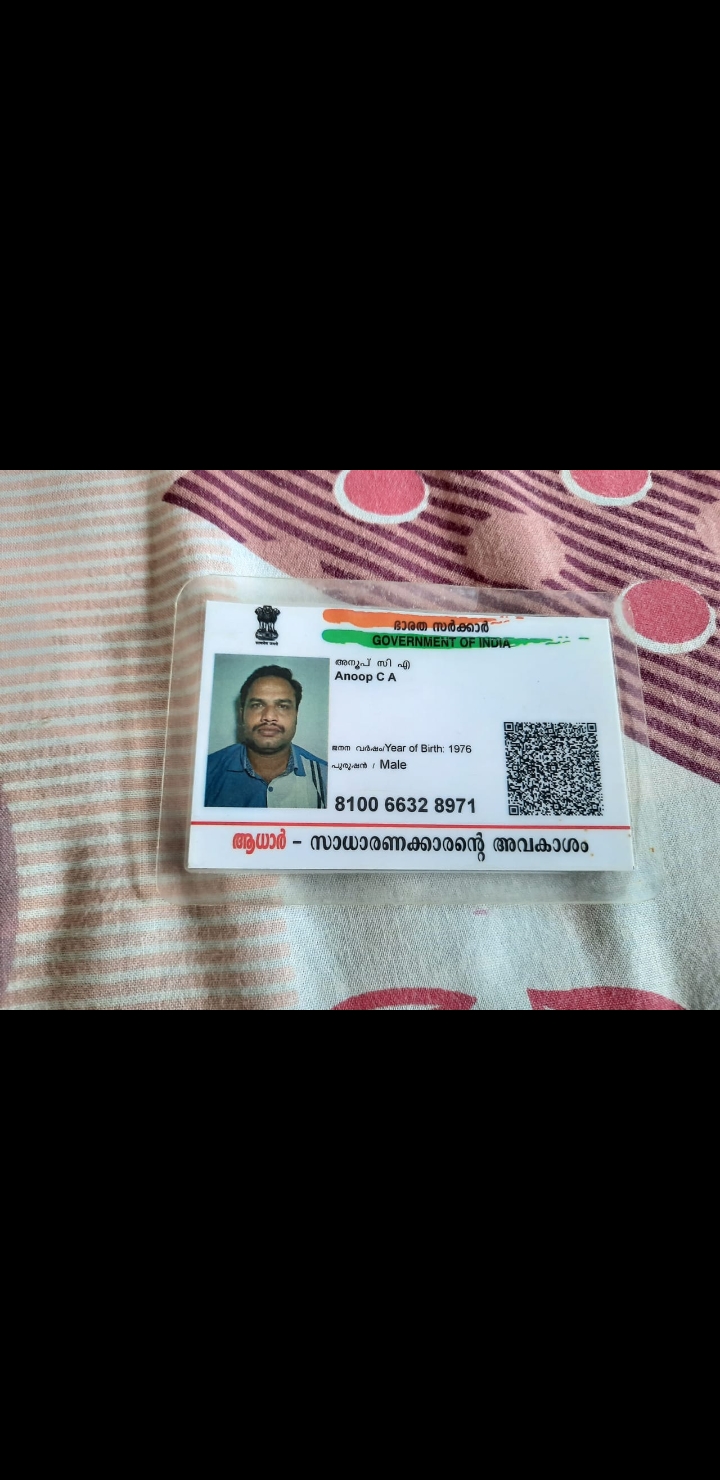 ഭാരത സർക്കാർ
GOVERNMENT OF INDIA
അനൂപ് സി എ
Anoop C A
ജനന വർഷം/Year of Birth: 1976
പുരുഷൻ / Male
8100 6632 8971
ആധാർ - സാധാരണക്കാരന്റെ അവകാശം